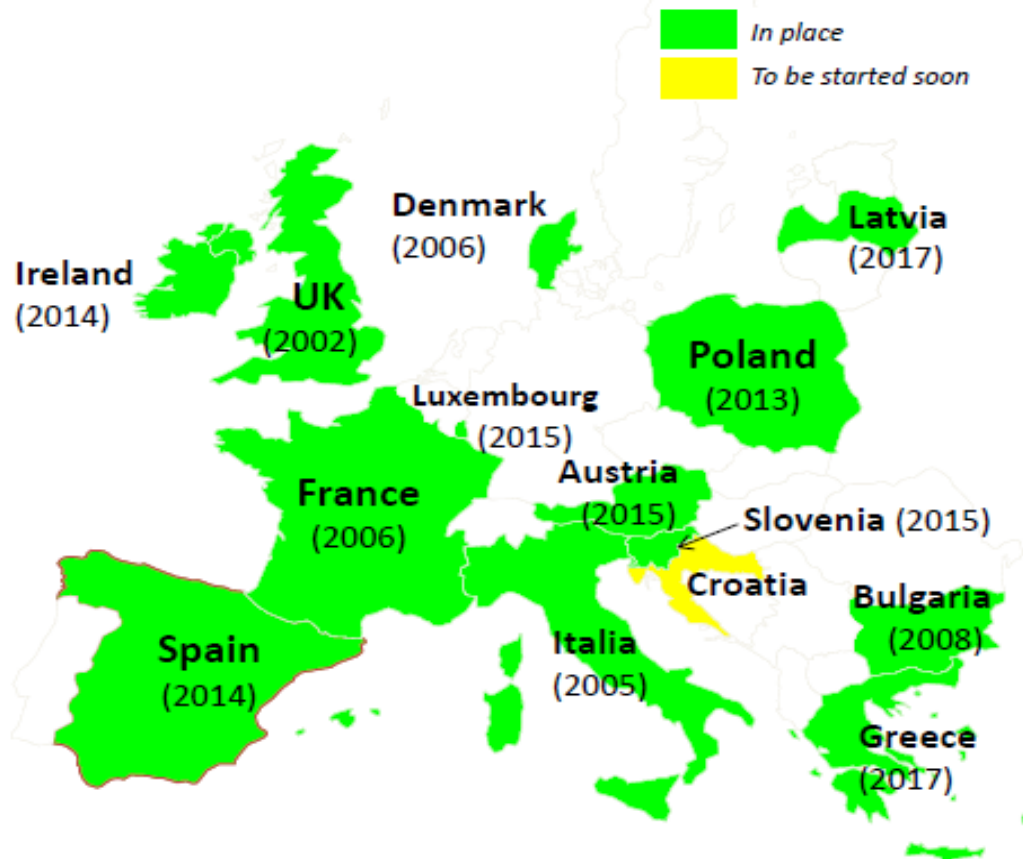 In place
To be started soon
Denmark
(2006)
Latvia
(2017)
Ireland
(2014)
UK
(2002)
Poland
(2013)
Luxembourg
(2015)
Austria
(2015)
France
(2006)
Slovenia (2015)
Croatia
Bulgaria
(2008)
Spain
(2014)
Italia
(2005)
Greece
(2017)